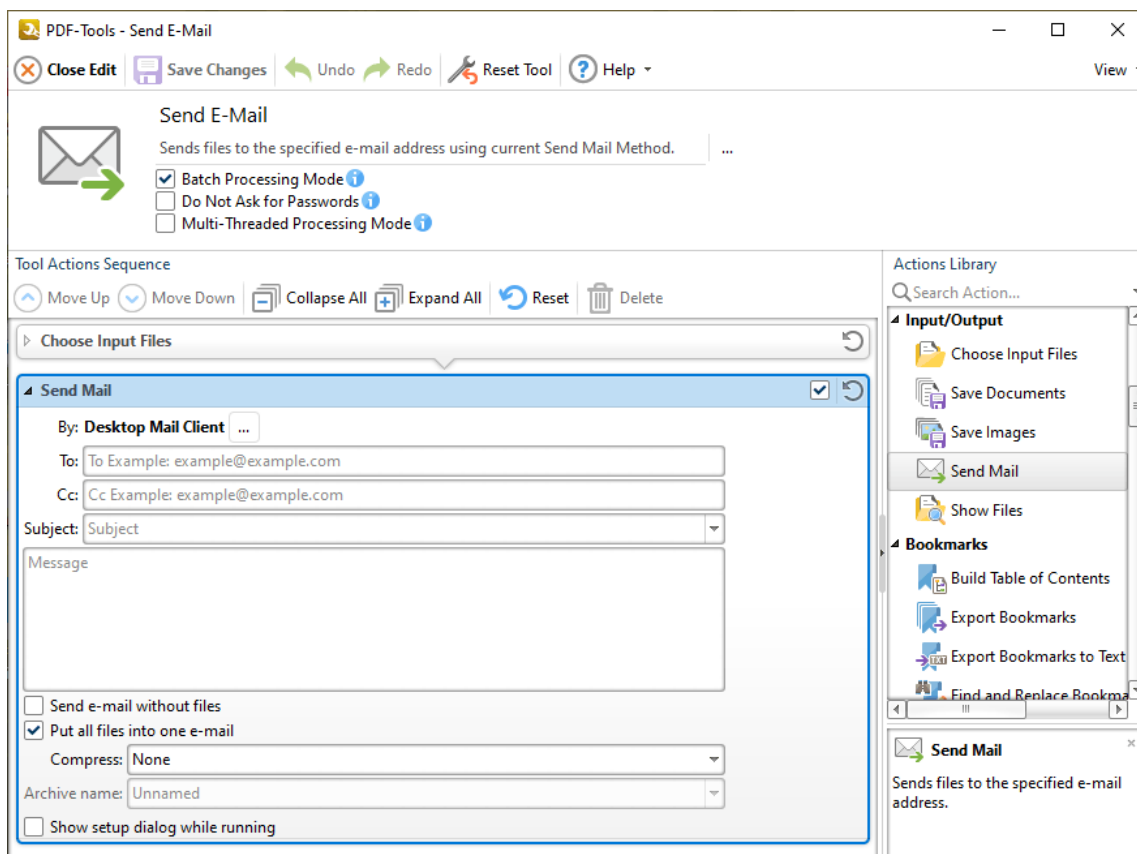 PDF-Tools - Send E-Mail
Close Edit Save Changes Undo Redo Reset Tool Help View
Send E-Mail
Sends files to the specified e-mail address using current Send Mail Method. ...
Batch Processing Mode
Do Not Ask for Passwords
Multi-Threaded Processing Mode
Tool Actions Sequence
Move Up Move Down Collapse All Expand All Reset Delete
Choose Input Files
Send Mail
By: Desktop Mail Client ...
To: To Example: example@example.com
Cc: Cc Example: example@example.com
Subject: Subject
Message
Send e-mail without files
Put all files into one e-mail
Compress: None
Archive name: Unnamed
Show setup dialog while running
Actions Library
Search Action...
Input/Output
Choose Input Files
Save Documents
Save Images
Send Mail
Show Files
Bookmarks
Build Table of Contents
Export Bookmarks
Export Bookmarks to Text
Find and Replace Bookma
Send Mail
Sends files to the specified e-mail
address.